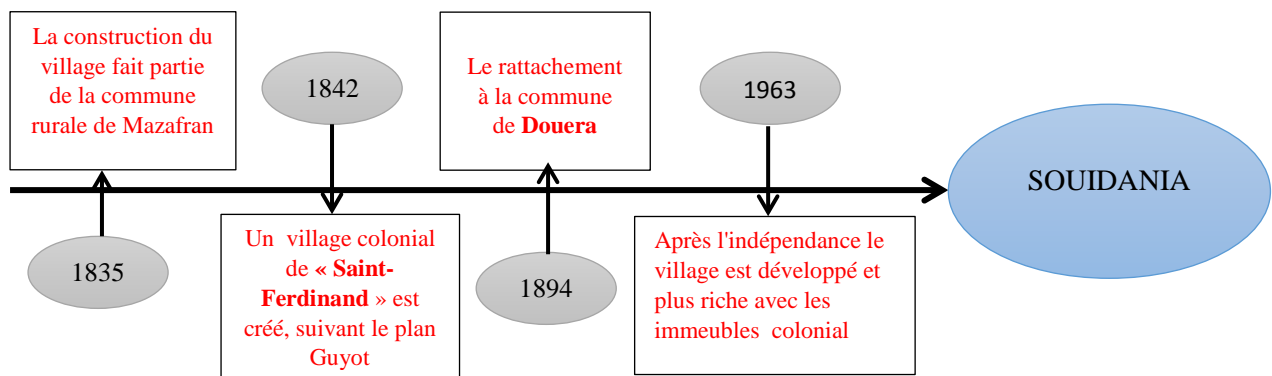 La construction du
village fait partie
de la commune
rurale de Mazafran
1835
1842
Un village colonial
de « Saint-
Ferdinand » est
créé, suivant le plan
Guyot
Le rattachement
à la commune
de Douera
1894
1963
Après l'indépendance le
village est développé et
plus riche avec les
immeubles colonial
SOUIDANIA